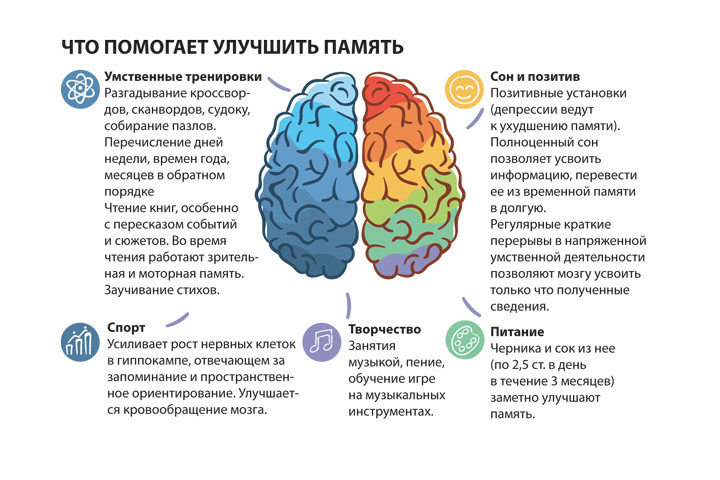 ЧТО ПОМОГАЕТ УЛУЧШИТЬ ПАМЯТЬ
Умственные тренировки
Разгадывание кроссвор-
дов, сканвордов, судоку,
собирание пазлов.
Перечисление дней
недели, времен года,
месяцев в обратном
порядке
Чтение книг, особенно
с пересказом событий
и сюжетов. Во время
чтения работают зритель-
ная и моторная память.
Заучивание стихов.
Сон и позитив
Позитивные установки
(депрессии ведут
к ухудшению памяти).
Полноценный сон
позволяет усвоить
информацию, перевести
ее из временной памяти
в долгую.
Регулярные краткие
перерывы в напряженной
умственной деятельности
позволяют мозгу усвоить
только что полученные
сведения.
Спорт
Усиливает рост нервных клеток
в гиппокампе, отвечающем за
запоминание и пространствен-
ное ориентирование. Улучшает-
ся кровообращение мозга.
Творчество
Занятия
музыкой, пение,
обучение игре
на музыкальных
инструментах.
Питание
Черника и сок из нее
(по 2,5 ст. в день
в течение 3 месяцев)
заметно улучшают
память.